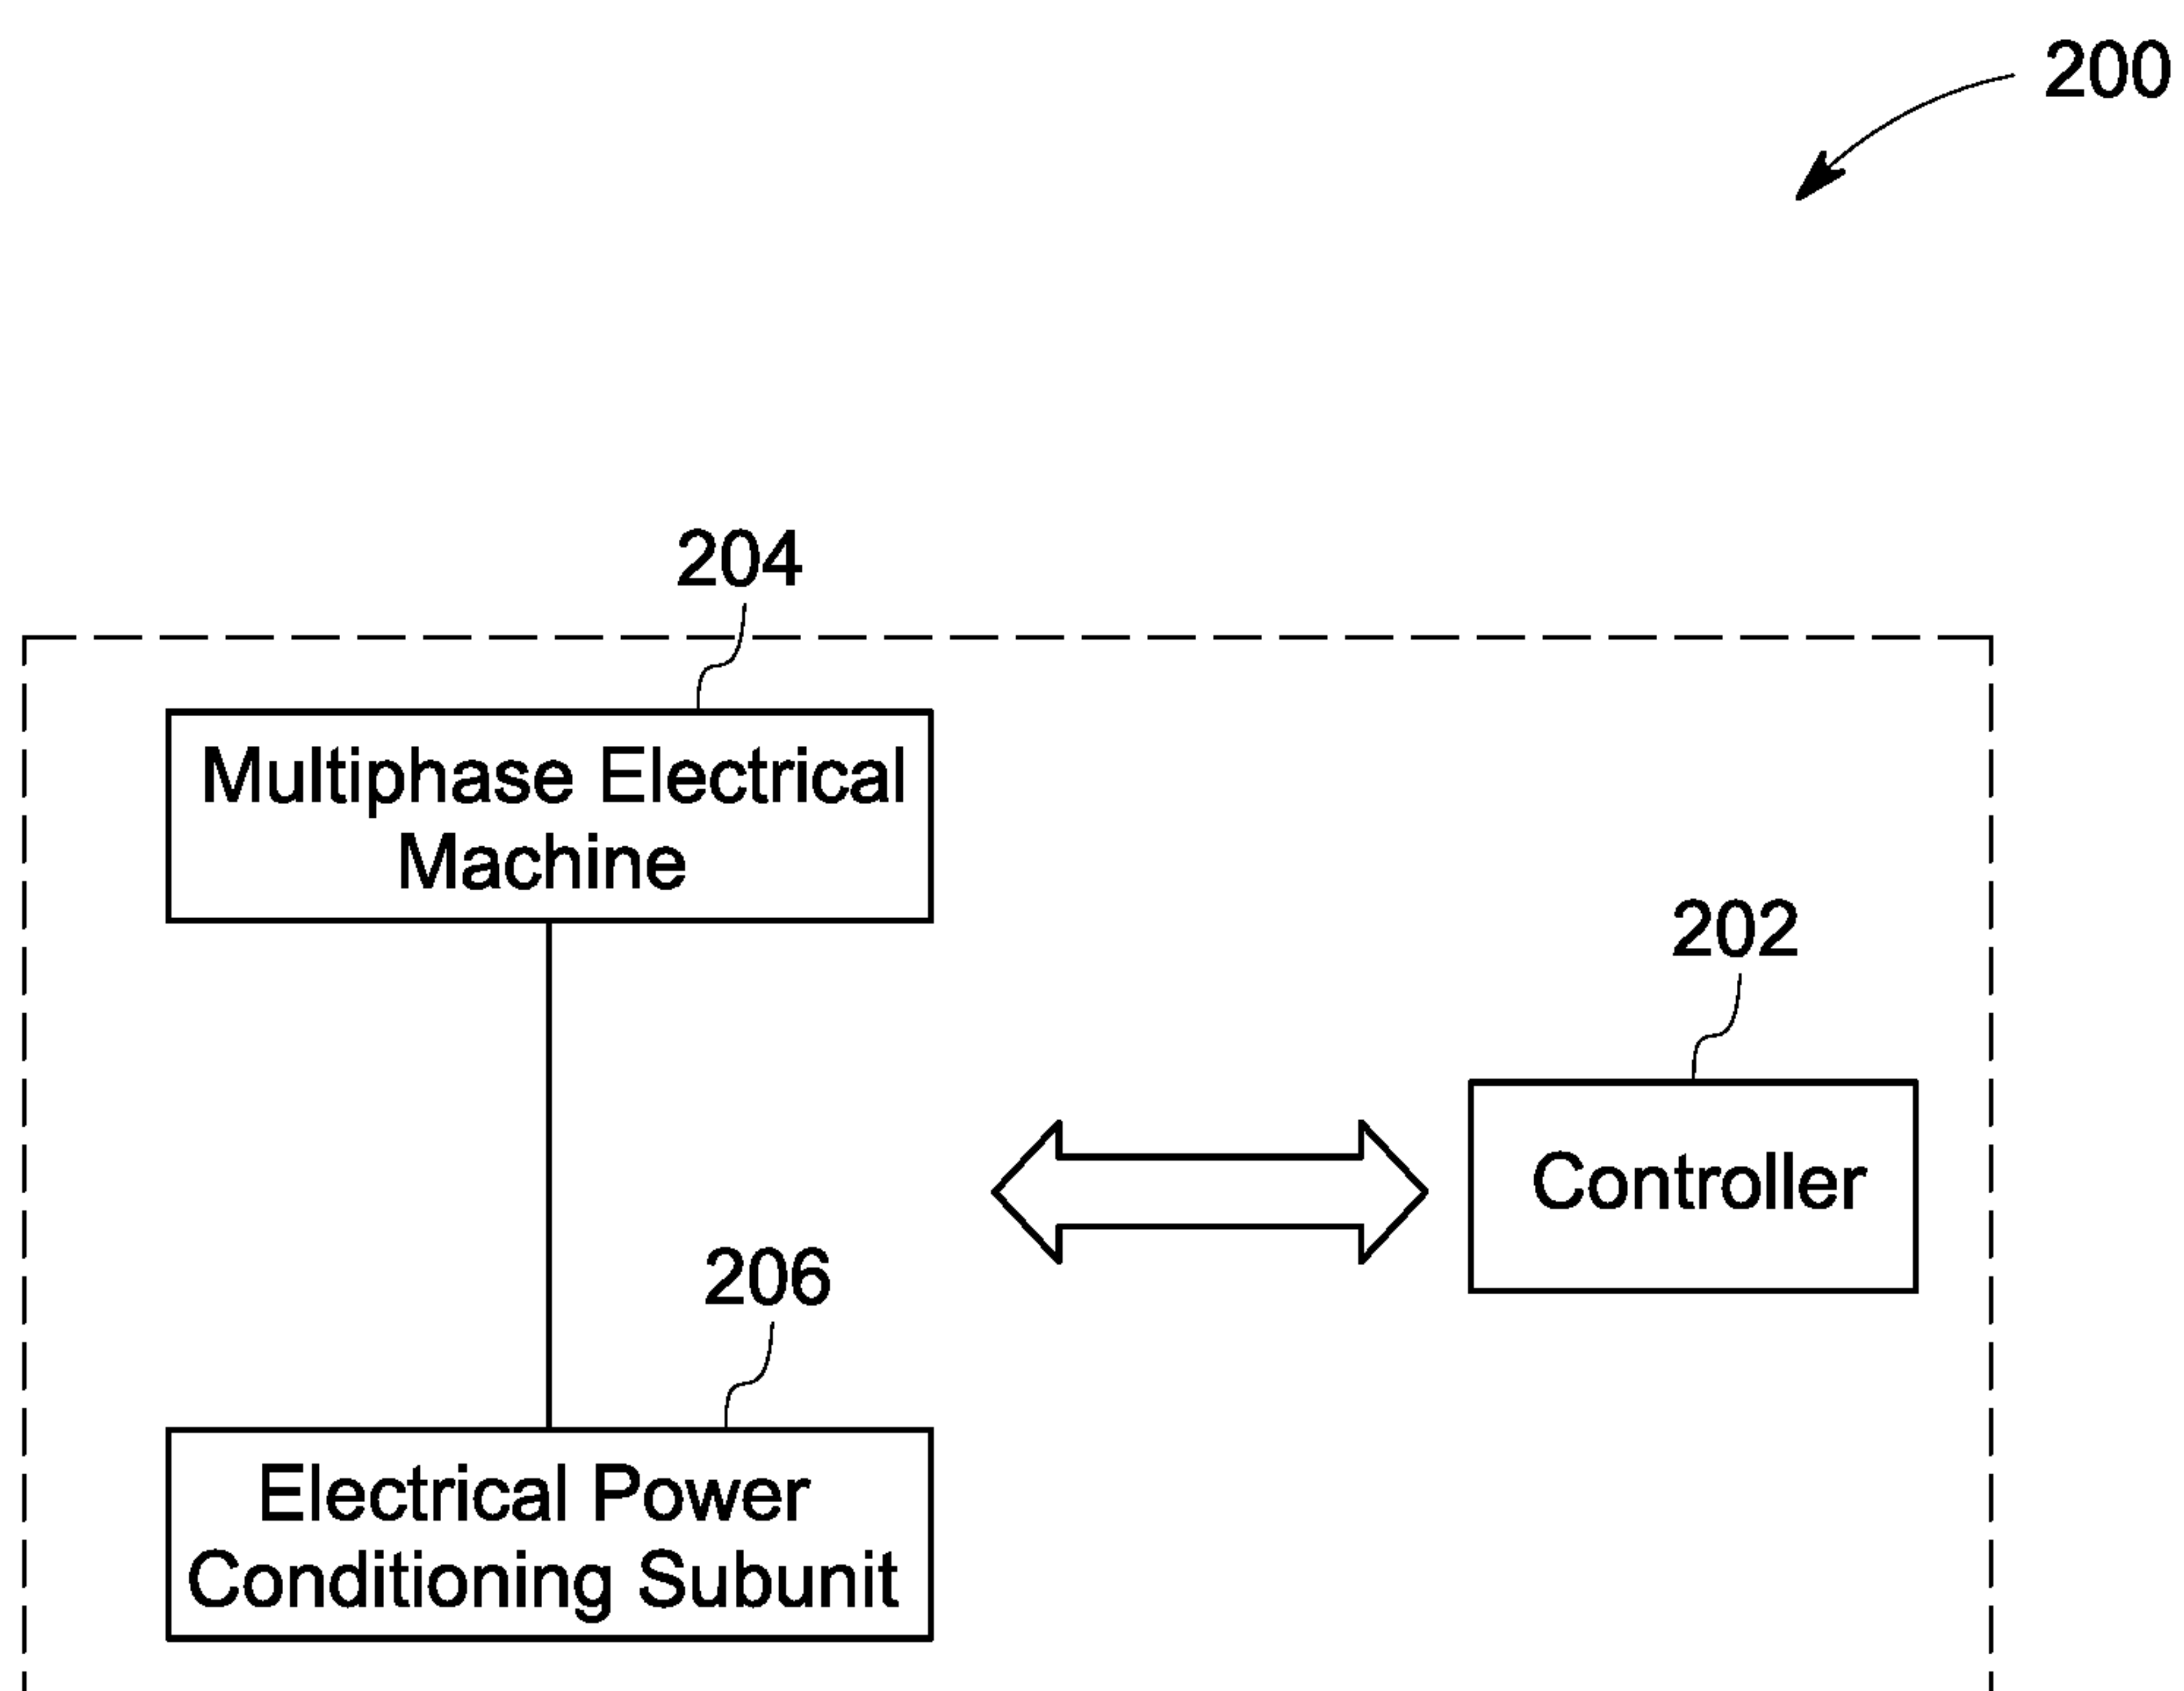 200
204
Multiphase Electrical
Machine
202
Controller
206
Electrical Power
Conditioning Subunit